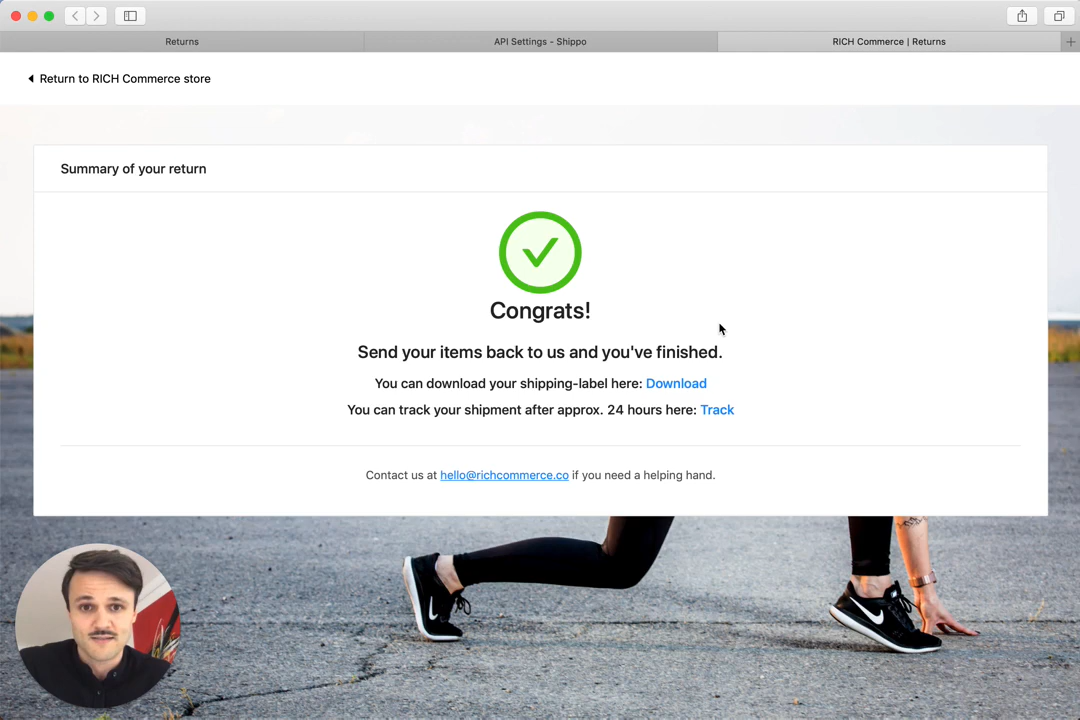 Returns
API Settings - Shippo
RICH Commerce | Returns
Return to RICH Commerce store
Summary of your return
Congrats!
Send your items back to us and you've finished.
You can download your shipping-label here: Download
You can track your shipment after approx. 24 hours here: Track
Contact us at hello@richcommerce.co if you need a helping hand.